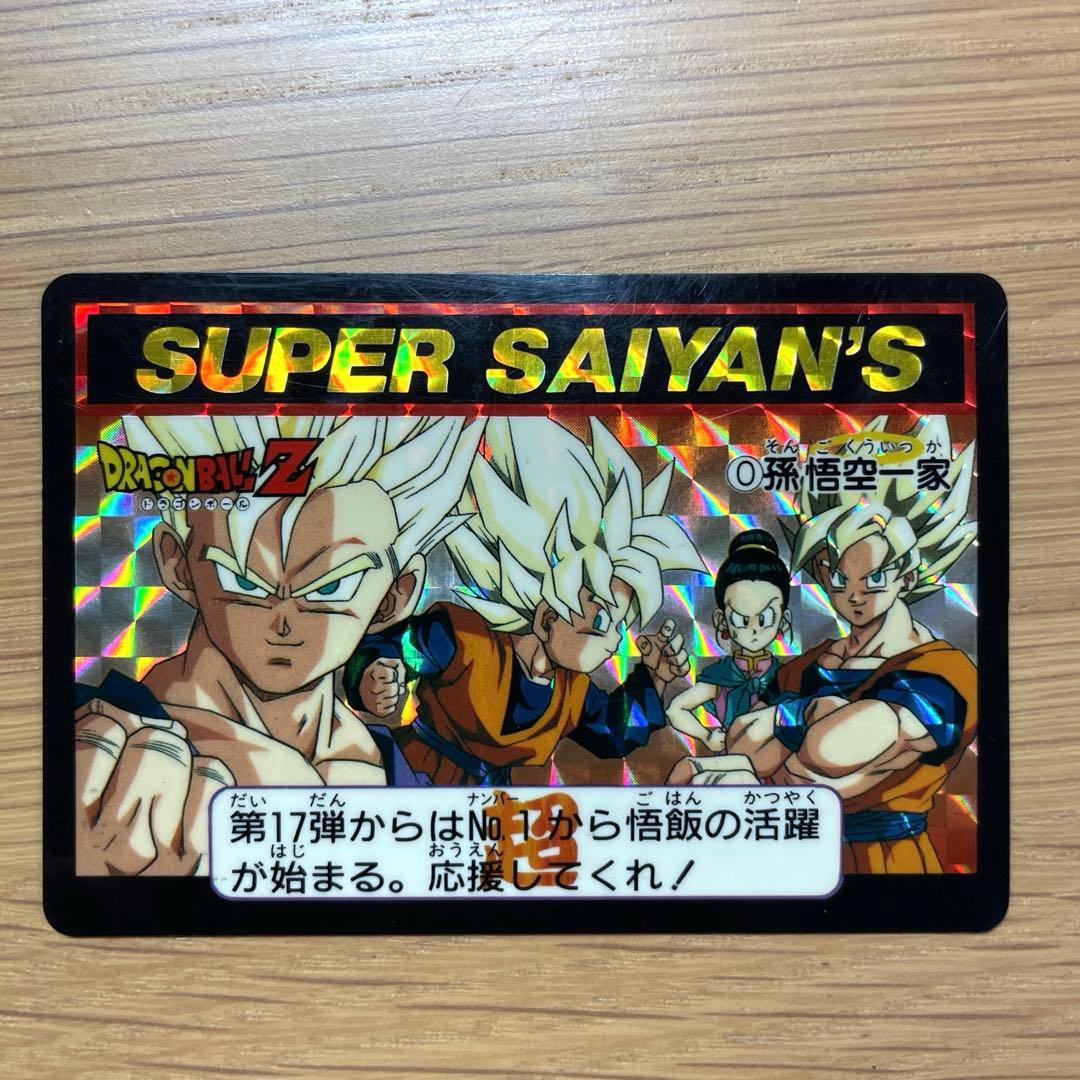 SUPER SAIYAN'S
DRAGON BALL Z
ドラゴンボール
そん ごくういっか
0孫悟空一家
だい だん ナンバー ごはん かつやく
第17弾からはNo.1から悟飯の活躍
はじ おうえん
が始まる。応援してくれ!
超